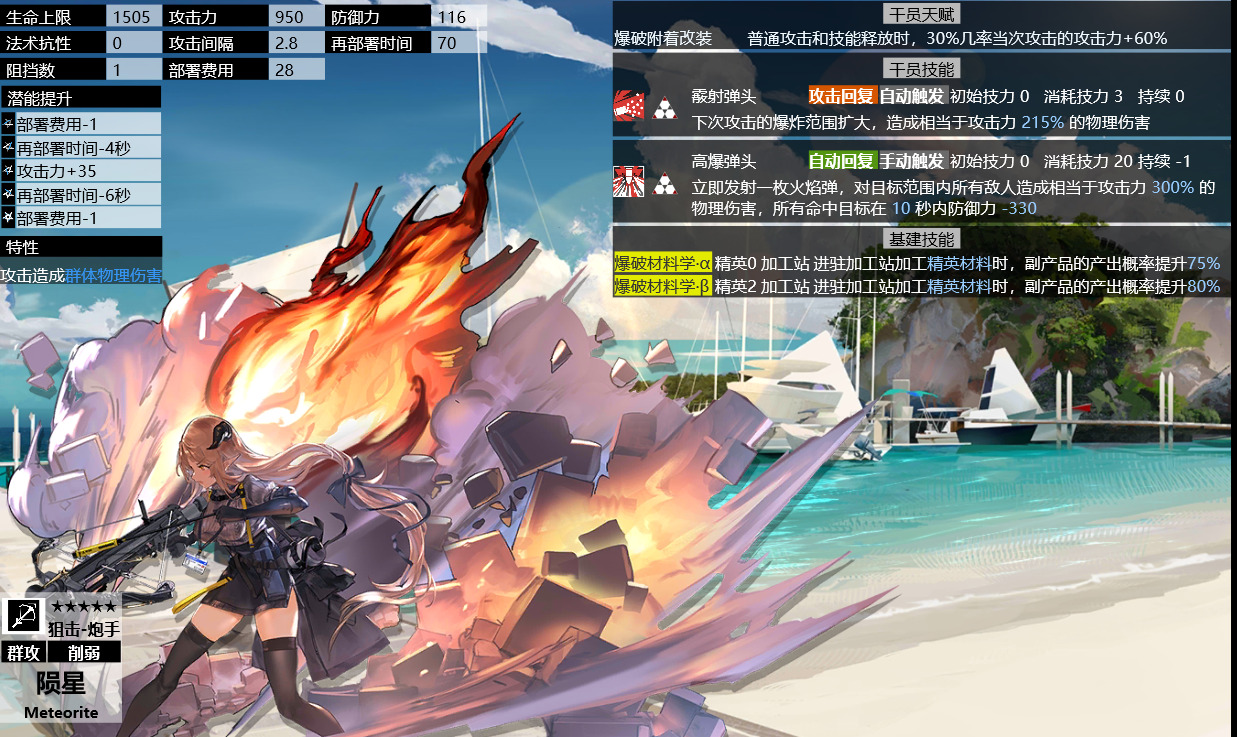 生命上限 1505 攻击力 950 防御力 116
法术抗性 0 攻击间隔 2.8 再部署时间 70
阻挡数 1 部署费用 28
潜能提升
部署费用-1
再部署时间-4秒
攻击力+35
再部署时间-6秒
部署费用-1
特性
攻击造成群体物理伤害
干员天赋
爆破附着改装 普通攻击和技能释放时，30%几率当次攻击的攻击力+60%
干员技能
霰射弹头 攻击回复 自动触发 初始技力 0 消耗技力 3 持续 0
下次攻击的爆炸范围扩大，造成相当于攻击力 215% 的物理伤害
高爆弹头 自动回复 手动触发 初始技力 0 消耗技力 20 持续 -1
立即发射一枚火焰弹，对目标范围内所有敌人造成相当于攻击力 300% 的
物理伤害，所有命中目标在 10 秒内防御力 -330
基建技能
爆破材料学·α 精英0 加工站 进驻加工站加工精英材料时，副产品的产出概率提升75%
爆破材料学·β 精英2 加工站 进驻加工站加工精英材料时，副产品的产出概率提升80%
★★★★★
狙击-炮手
群攻 削弱
陨星
Meteorite